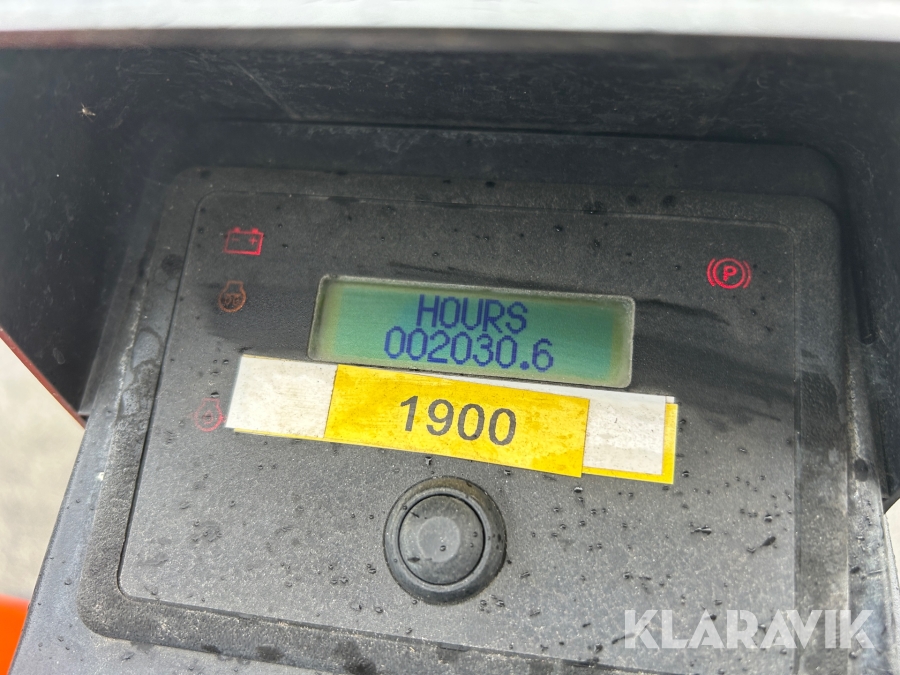 - +
P
HOURS
002030.6
1900
KLARAVIK